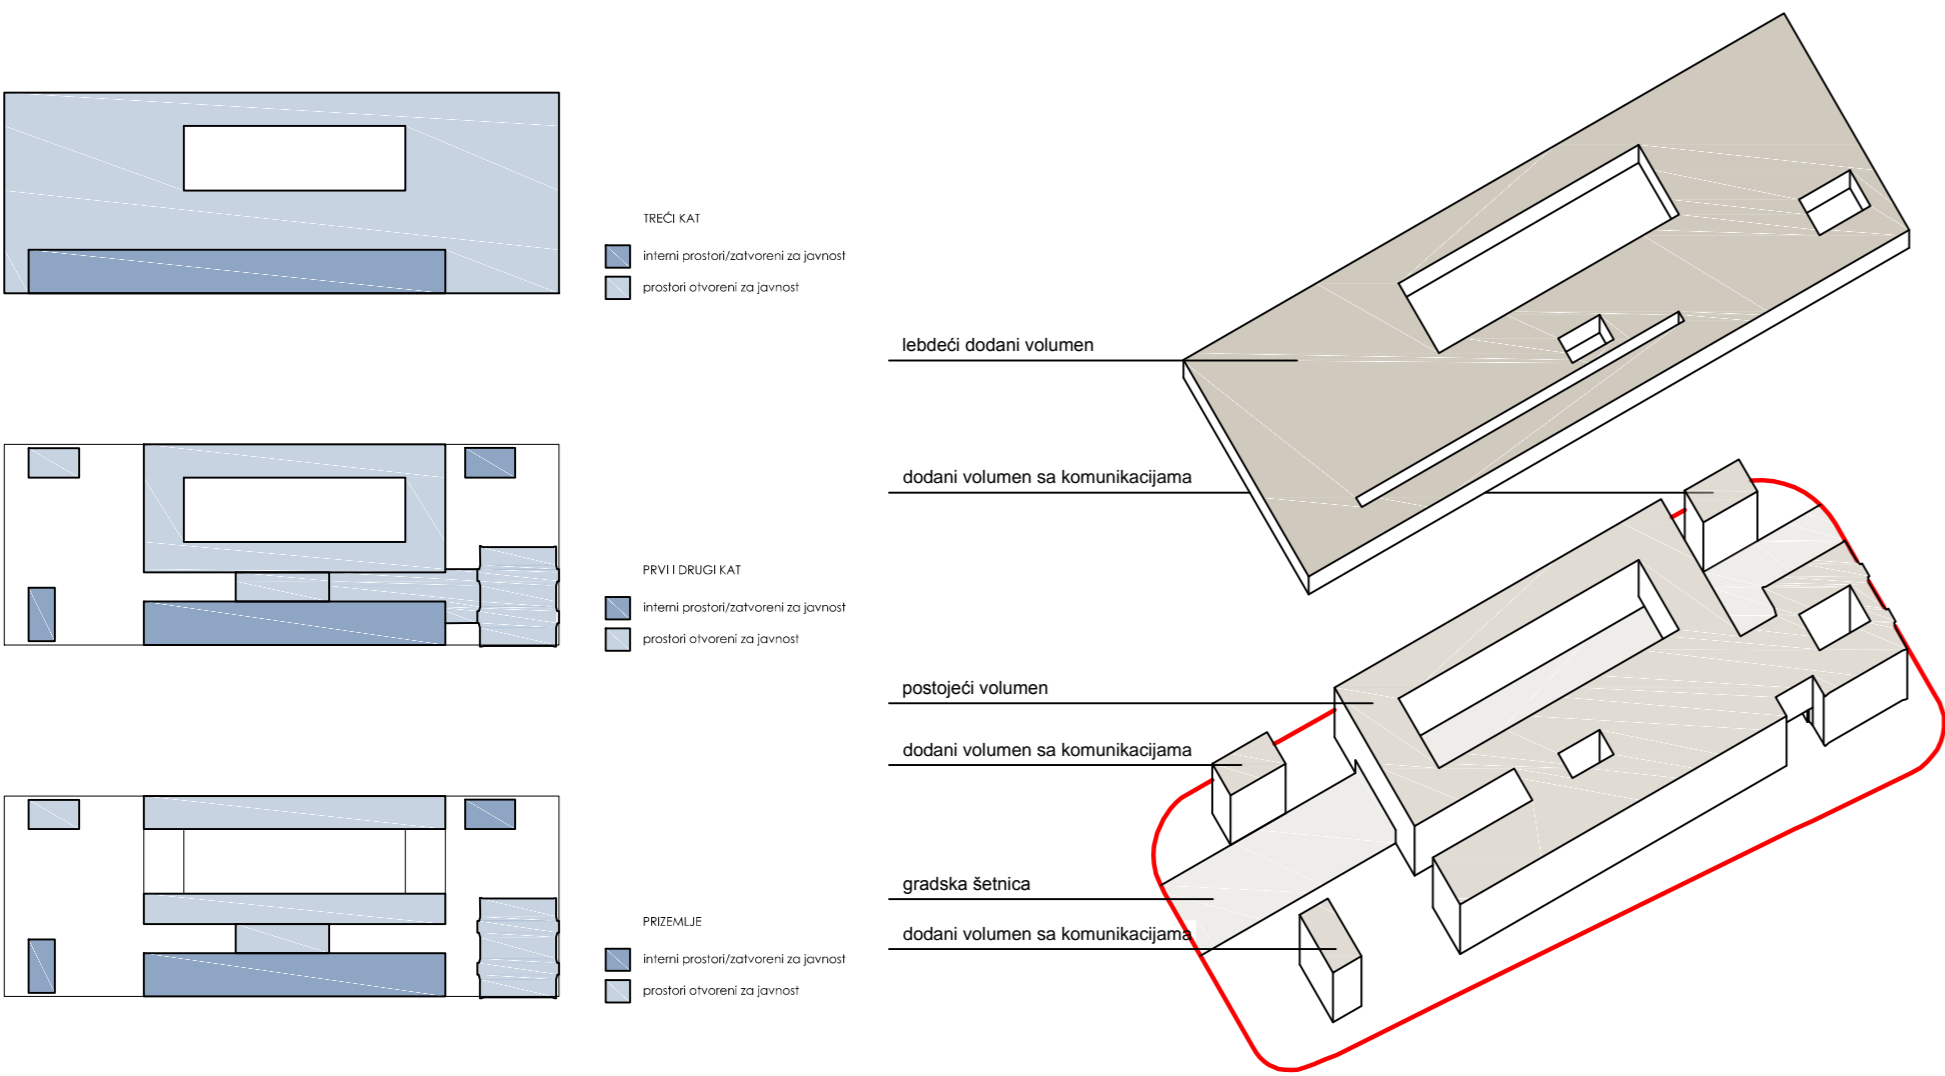 TREĆI KAT
interni prostori/zatvoreni za javnost
prostori otvoreni za javnost
PRVI I DRUGI KAT
interni prostori/zatvoreni za javnost
prostori otvoreni za javnost
PRIZEMLJE
interni prostori/zatvoreni za javnost
prostori otvoreni za javnost
lebdeći dodani volumen
dodani volumen sa komunikacijama
postojeći volumen
dodani volumen sa komunikacijama
gradska šetnica
dodani volumen sa komunikacijama